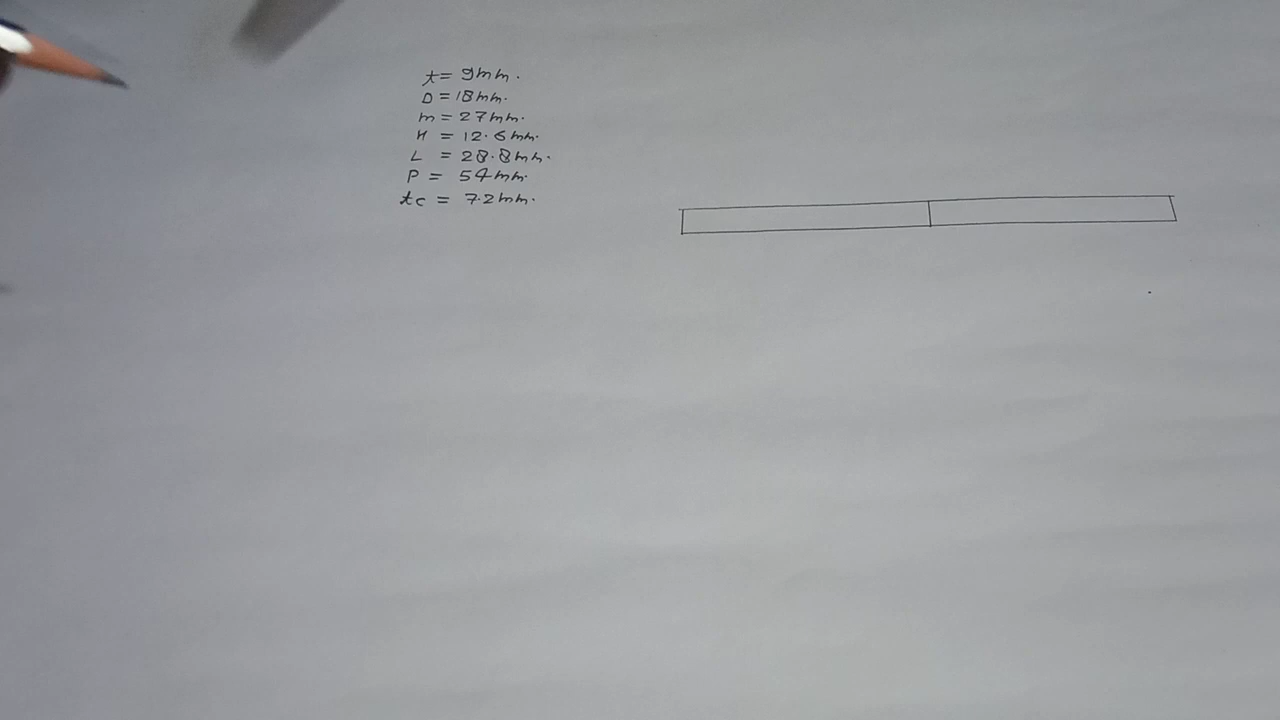 t = 9mm.
D = 18mm.
m = 27mm.
H = 12.6mm.
L = 28.8mm.
P = 54mm.
tc = 7.2mm.